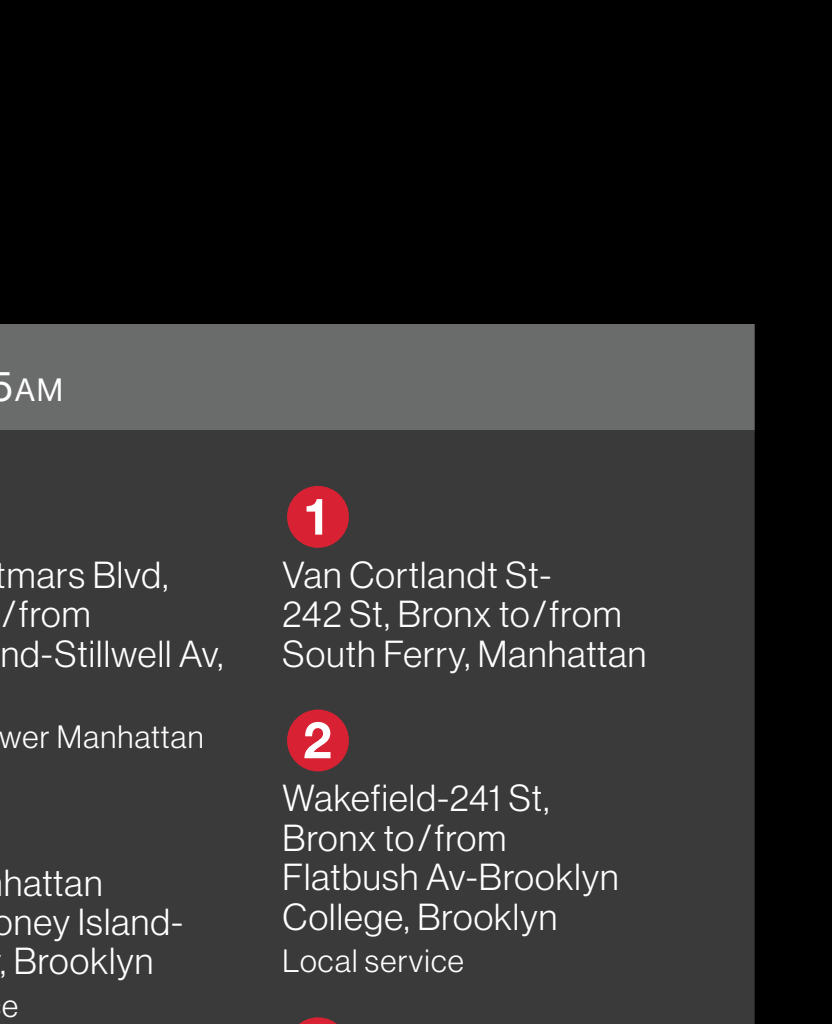 5AM
tmars Blvd,
/from
nd-Stillwell Av,
wer Manhattan
hattan
oney Island-
, Brooklyn
e
1
Van Cortlandt St-
242 St, Bronx to/from
South Ferry, Manhattan
2
Wakefield-241 St,
Bronx to/from
Flatbush Av-Brooklyn
College, Brooklyn
Local service